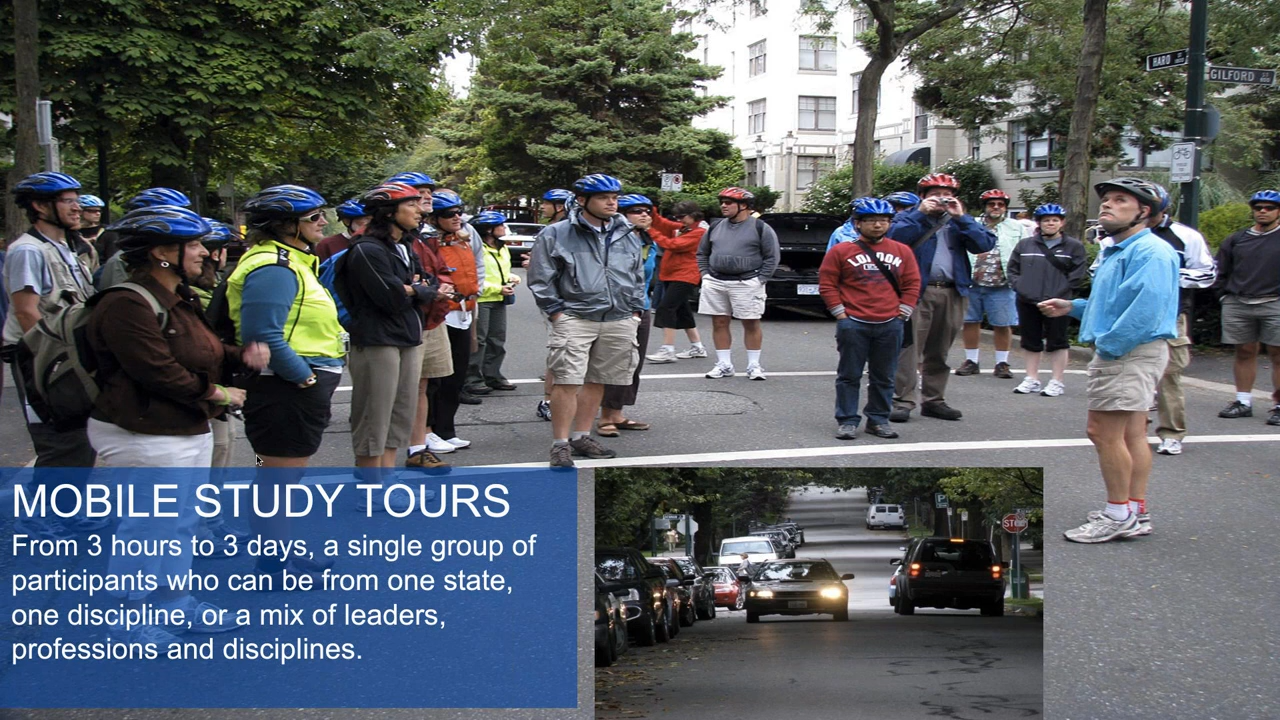 HARO
GILFORD
LONDON
MOBILE STUDY TOURS
From 3 hours to 3 days, a single group of
participants who can be from one state,
one discipline, or a mix of leaders,
professions and disciplines.
P
STOP